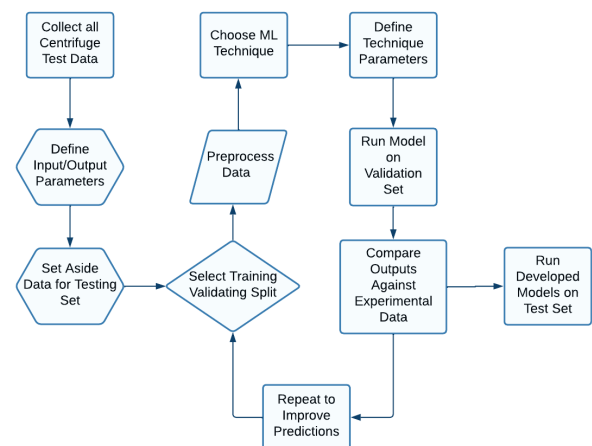 Collect all
Centrifuge
Test Data
Define
Input/Output
Parameters
Set Aside
Data for Testing
Set
Select Training
Validating Split
Preprocess
Data
Choose ML
Technique
Define
Technique
Parameters
Run Model
on
Validation
Set
Compare
Outputs
Against
Experimental
Data
Run
Developed
Models on
Test Set
Repeat to
Improve
Predictions